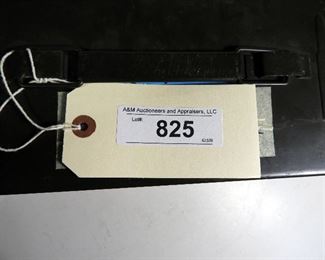 A&M Auctioneers and Appraisers, LLC
Lot#:
825